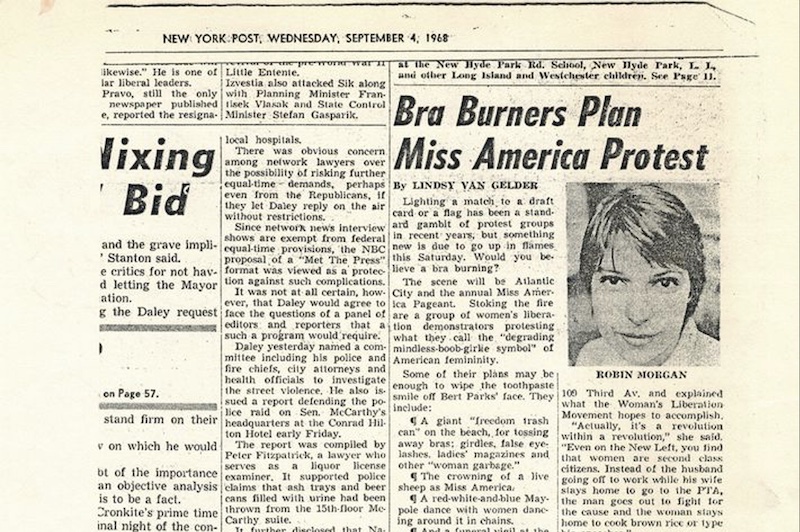 NEW YORK POST, WEDNESDAY, SEPTEMBER 4, 1968
likewise." He is one of
lar liberal leaders.
Pravo, still the only
newspaper published
e, reported the resigna-
Little Entente.
Izvestia also attacked Sik along
with Planning Minister Fran-
tisek Vlasak and State Control
Minister Stefan Gasparik.
at the New Hyde Park Rd. School, New Hyde Park, L. I.,
and other Long Island and Westchester children. See Page 11.
Nixing
Bid
and the grave impli-
' Stanton said.
e critics for not hav-
d letting the Mayor
ation.
g the Daley request
on Page 57.
stand firm on their
v on which he would
bt of the importance
an objective analysis
is to be a fact.
Cronkite's prime time
inal night of the con-
local hospitals.
There was obvious concern
among network lawyers over
the possibility of risking further
equal-time demands, perhaps
even from the Republicans, if
they let Daley reply on the air
without restrictions.
Since network news interview
shows are exempt from federal
equal-time provisions, the NBC
proposal of a "Met The Press"
format was viewed as a protec-
tion against such complications.
It was not at all certain, how-
ever, that Daley would agree to
face the questions of a panel of
editors and reporters that a
such a program would require.
Daley yesterday named a com-
mittee including his police and
fire chiefs, city attorneys and
health officials to investigate
the street violence. He also is-
sued a report defending the po-
lice raid on Sen. McCarthy's
headquarters at the Conrad Hil-
ton Hotel early Friday.
The report was compiled by
Peter Fitzpatrick, a lawyer who
serves as a liquor license
examiner. It supported police
claims that ash trays and beer
cans filled with urine had been
thrown from the 15th-floor Mc-
Carthy suite.
It further disclosed that Na-
Bra Burners Plan
Miss America Protest
By LINDSY VAN GELDER
Lighting a match to a draft
card or a flag has been a stand-
ard gambit of protest groups
in recent years, but something
new is due to go up in flames
this Saturday. Would you be-
lieve a bra burning?
The scene will be Atlantic
City and the annual Miss Amer-
ica Pageant. Stoking the fire
are a group of women's libera-
tion demonstrators protesting
what they call the "degrading
mindless-boob-girlie symbol" of
American femininity.
Some of their plans may be
enough to wipe the toothpaste
smile off Bert Parks' face. They
include:
¶ A giant "freedom trash
can" on the beach, for tossing
away bras, girdles, false eye-
lashes, ladies' magazines and
other "woman garbage."
¶ The crowning of a live
sheep as Miss America.
¶ A red-white-and-blue May-
pole dance with women danc-
ing around it in chains.
¶ And a funeral vigil at the
ROBIN MORGAN
109 Third Av. and explained
what the Woman's Liberation
Movement hopes to accomplish.
"Actually, it's a revolution
within a revolution," she said.
"Even on the New Left, you find
that women are second class
citizens. Instead of the husband
going off to work while his wife
stays home to go to the PTA,
the man goes out to fight for
the cause and the woman stays
home to cook brown rice or type